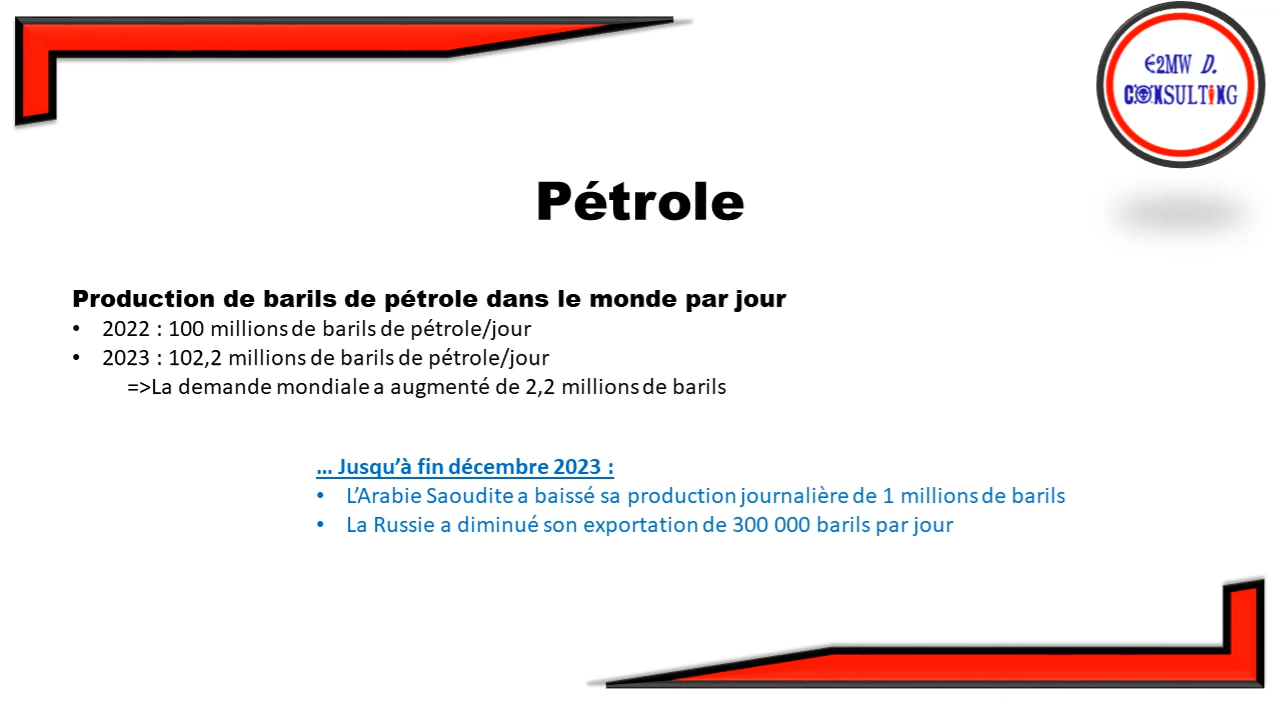 €2MW D.
CONSULTING
Pétrole
Production de barils de pétrole dans le monde par jour
• 2022 : 100 millions de barils de pétrole/jour
• 2023 : 102,2 millions de barils de pétrole/jour
=>La demande mondiale a augmenté de 2,2 millions de barils
... Jusqu’à fin décembre 2023 :
• L’Arabie Saoudite a baissé sa production journalière de 1 millions de barils
• La Russie a diminué son exportation de 300 000 barils par jour